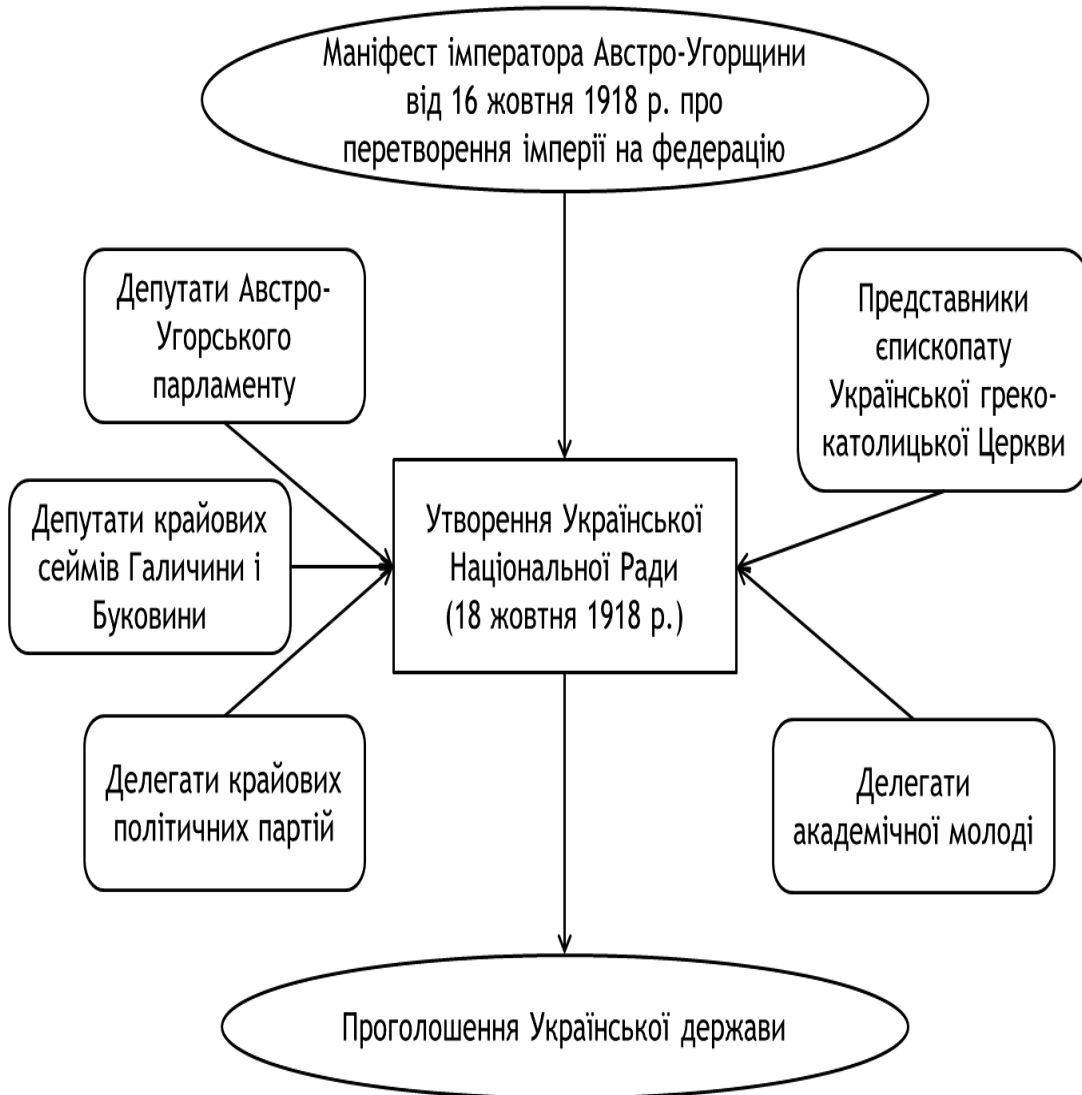 Маніфест імператора Австро-Угорщини
від 16 жовтня 1918 р. про
перетворення імперії на федерацію
Депутати Австро-
Угорського
парламенту
Представники
єпископату
Української греко-
католицької Церкви
Депутати крайових
сеймів Галичини і
Буковини
Утворення Української
Національної Ради
(18 жовтня 1918 р.)
Делегати крайових
політичних партій
Делегати
академічної молоді
Проголошення Української держави